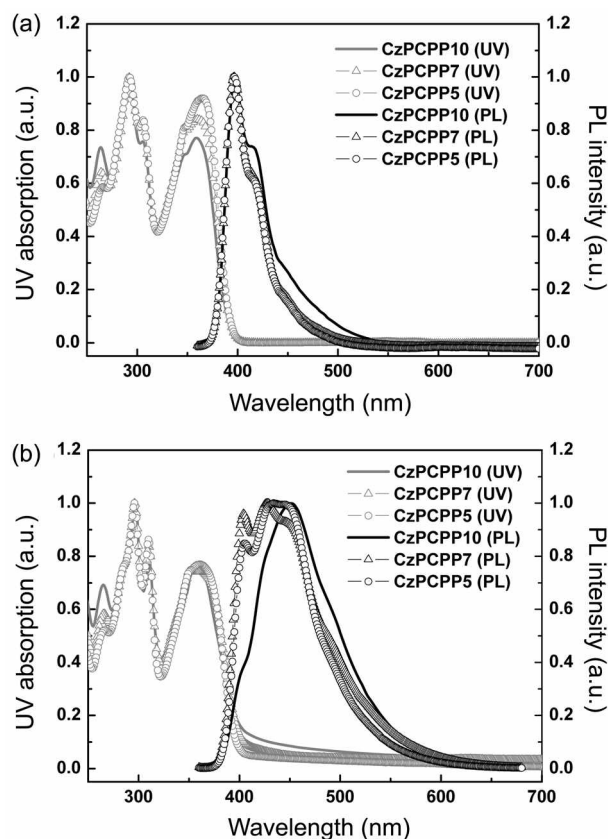 (a)
CzPCPP10 (UV)
CzPCPP7 (UV)
CzPCPP5 (UV)
CzPCPP10 (PL)
CzPCPP7 (PL)
CzPCPP5 (PL)
UV absorption (a.u.)
PL intensity (a.u.)
1.2
1.0
0.8
0.6
0.4
0.2
0.0
1.2
1.0
0.8
0.6
0.4
0.2
0.0
300 400 500 600 700
Wavelength (nm)
(b)
CzPCPP10 (UV)
CzPCPP7 (UV)
CzPCPP5 (UV)
CzPCPP10 (PL)
CzPCPP7 (PL)
CzPCPP5 (PL)
UV absorption (a.u.)
PL intensity (a.u.)
1.2
1.0
0.8
0.6
0.4
0.2
0.0
1.2
1.0
0.8
0.6
0.4
0.2
0.0
300 400 500 600 700
Wavelength (nm)